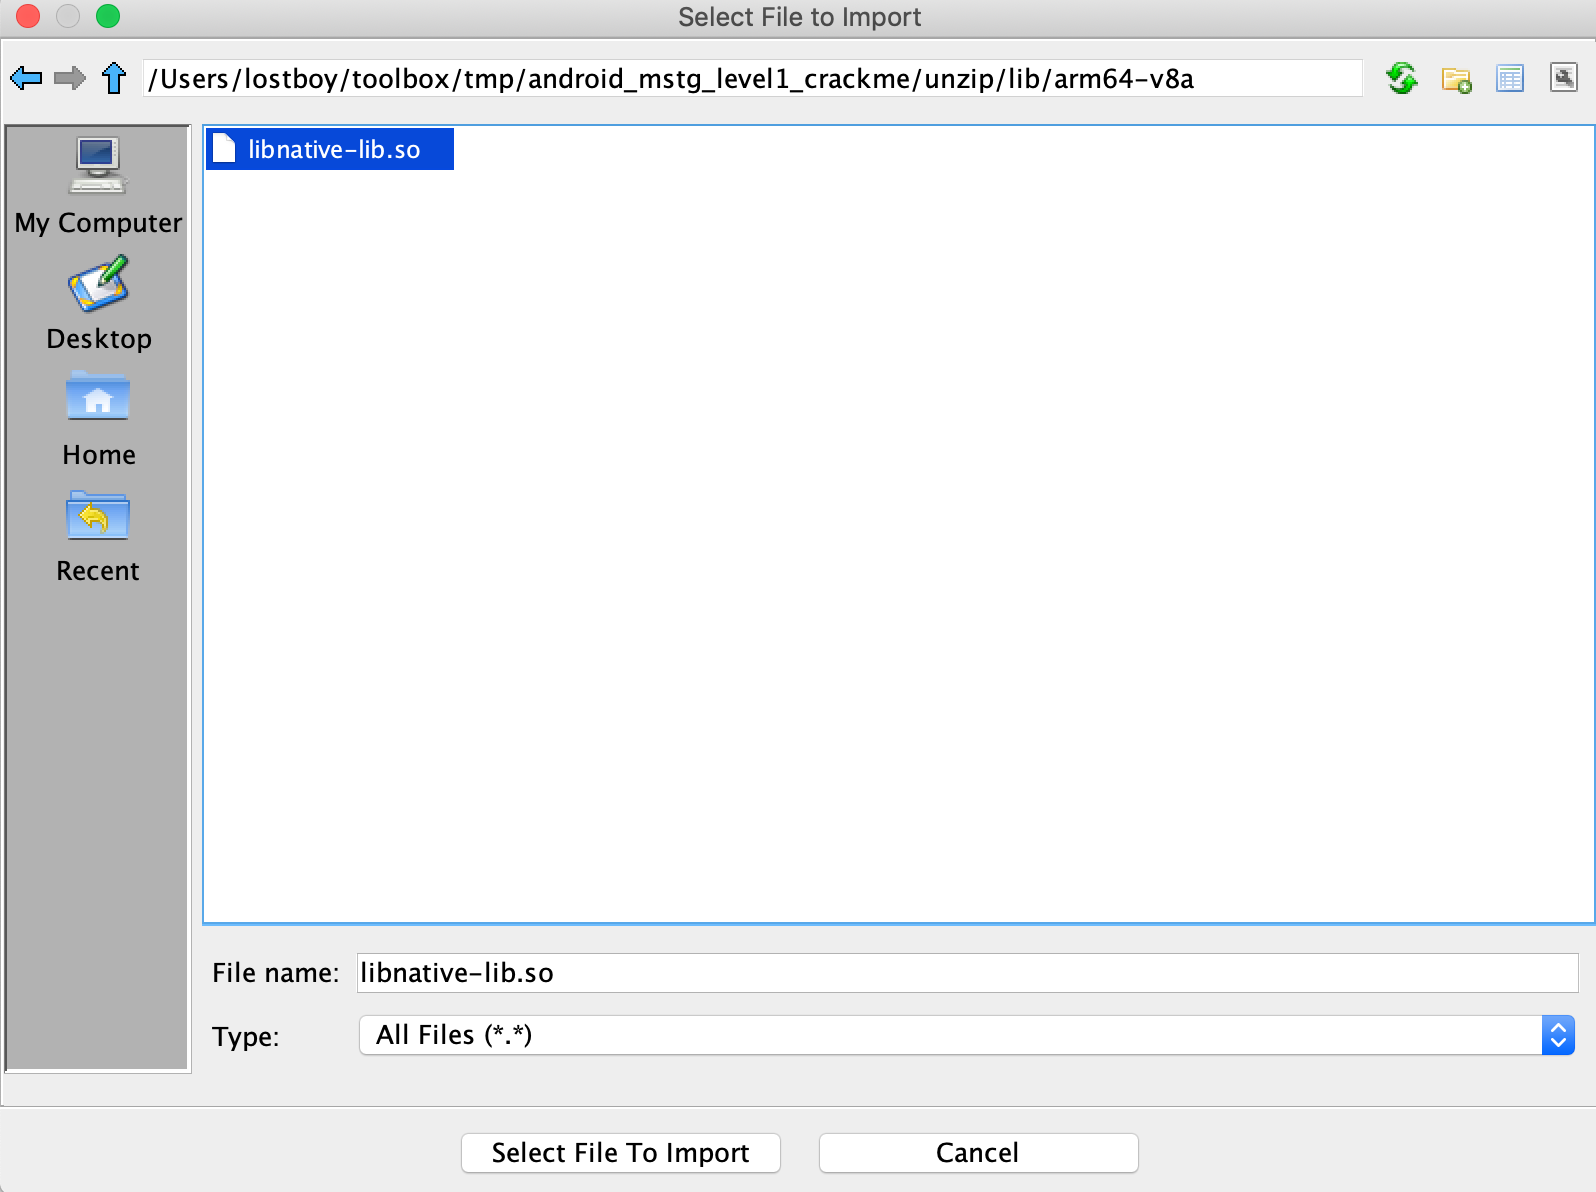 Select File to Import
/Users/lostboy/toolbox/tmp/android_mstg_level1_crackme/unzip/lib/arm64-v8a
libnative-lib.so
My Computer
Desktop
Home
Recent
File name: libnative-lib.so
Type: All Files (*.*)
Select File To Import Cancel